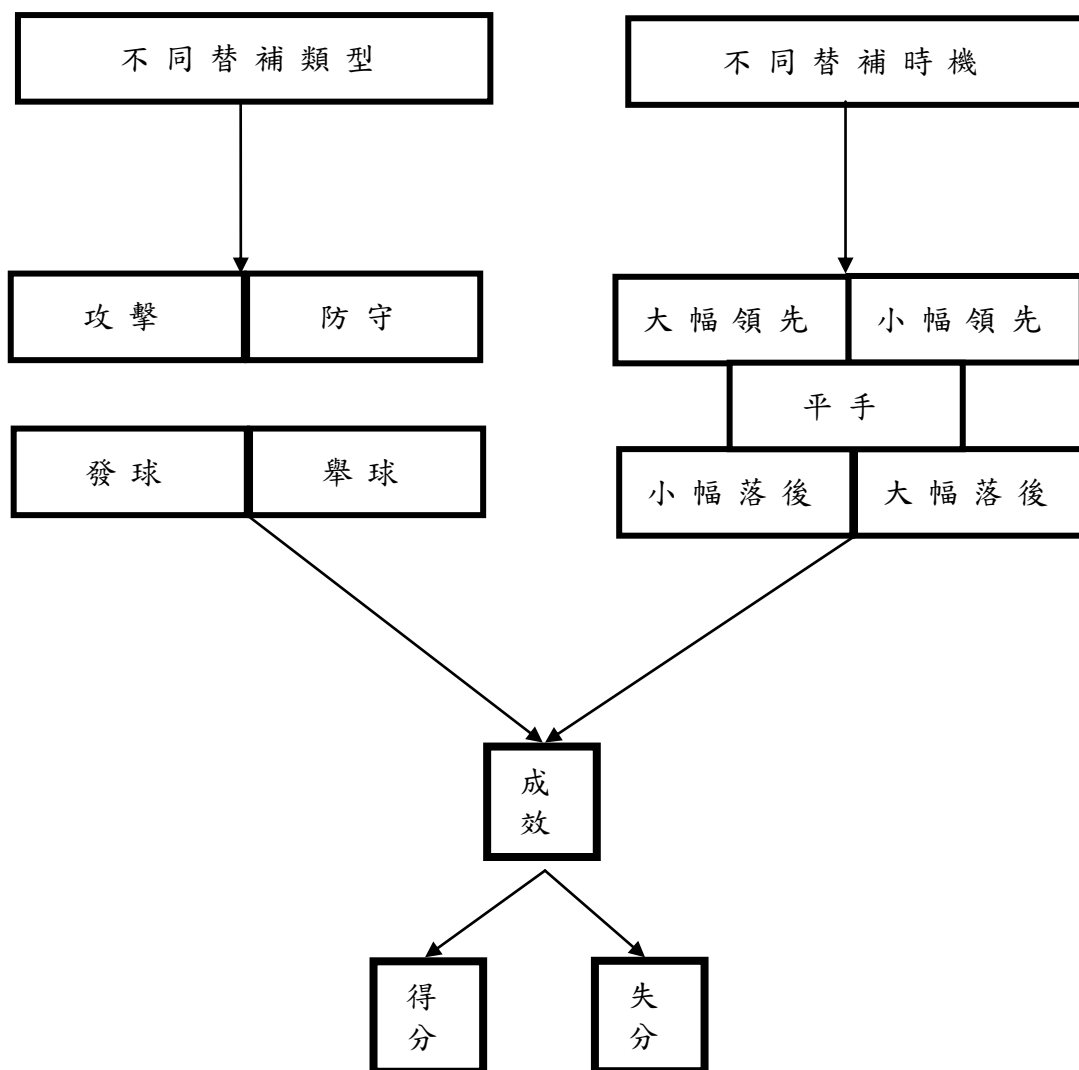 不同替補類型
不同替補時機
攻擊
防守
大幅領先
小幅領先
平手
發球
舉球
小幅落後
大幅落後
成
效
得
分
失
分